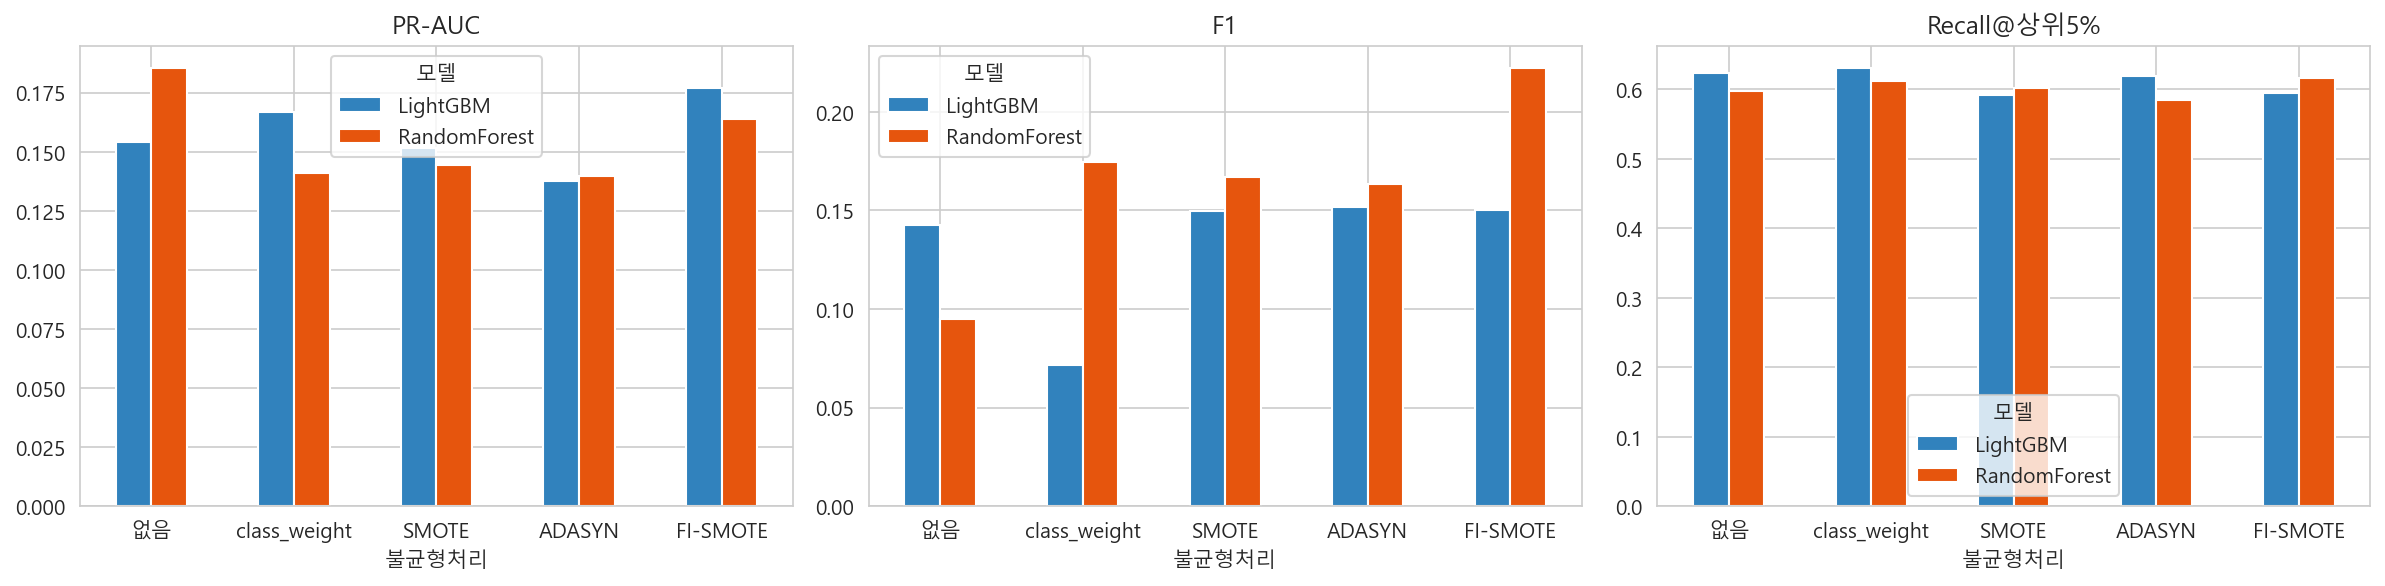 PR-AUC
0.175
0.150
0.125
0.100
0.075
0.050
0.025
0.000
모델
LightGBM
RandomForest
없음 class_weight SMOTE ADASYN FI-SMOTE
불균형처리
F1
0.20
0.15
0.10
0.05
0.00
모델
LightGBM
RandomForest
없음 class_weight SMOTE ADASYN FI-SMOTE
불균형처리
Recall@상위5%
0.6
0.5
0.4
0.3
0.2
0.1
0.0
모델
LightGBM
RandomForest
없음 class_weight SMOTE ADASYN FI-SMOTE
불균형처리